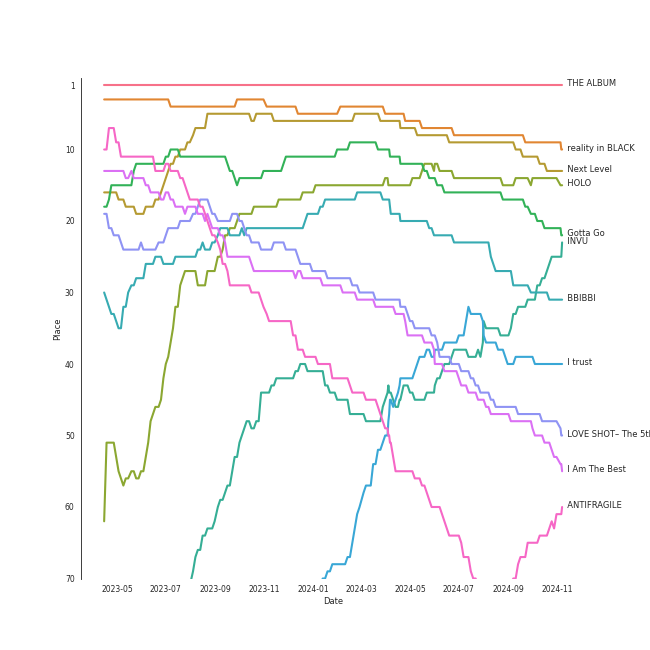 1
THE ALBUM
10
reality in BLACK
Next Level
HOLO
20
Gotta Go
INVU
30
BBIBBI
Place
40
I trust
50
LOVE SHOT– The 5tl
I Am The Best
60
ANTIFRAGILE
70
2023-05 2023-07 2023-09 2023-11 2024-01 2024-03 2024-05 2024-07 2024-09 2024-11
Date